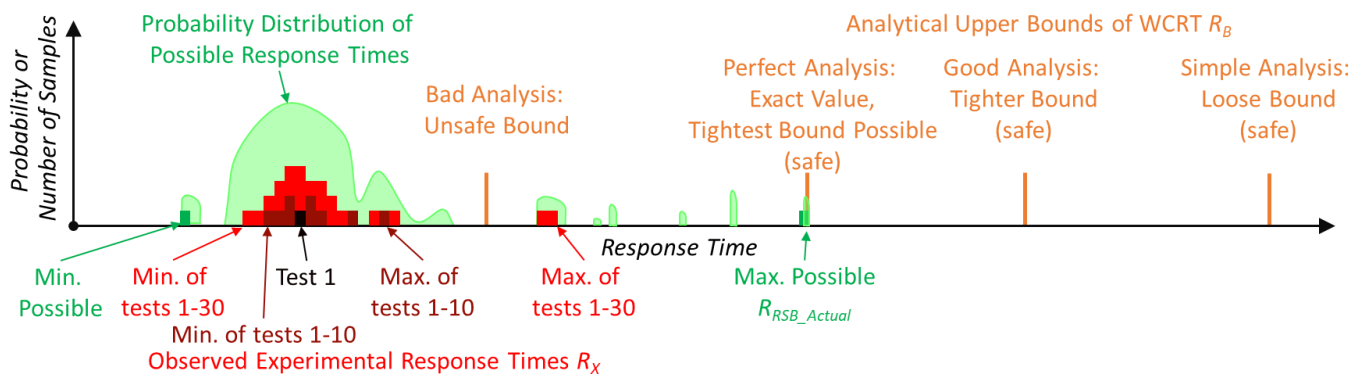 Probability or
Number of Samples
Probability Distribution of
Possible Response Times
Analytical Upper Bounds of WCRT R_B
Bad Analysis:
Unsafe Bound
Perfect Analysis:
Exact Value,
Tightest Bound Possible
(safe)
Good Analysis:
Tighter Bound
(safe)
Simple Analysis:
Loose Bound
(safe)
Response Time
Min.
Possible
Min. of
tests 1-30
Test 1
Max. of
tests 1-10
Max. of
tests 1-30
Max. Possible
R_RSB_Actual
Min. of tests 1-10
Observed Experimental Response Times R_X